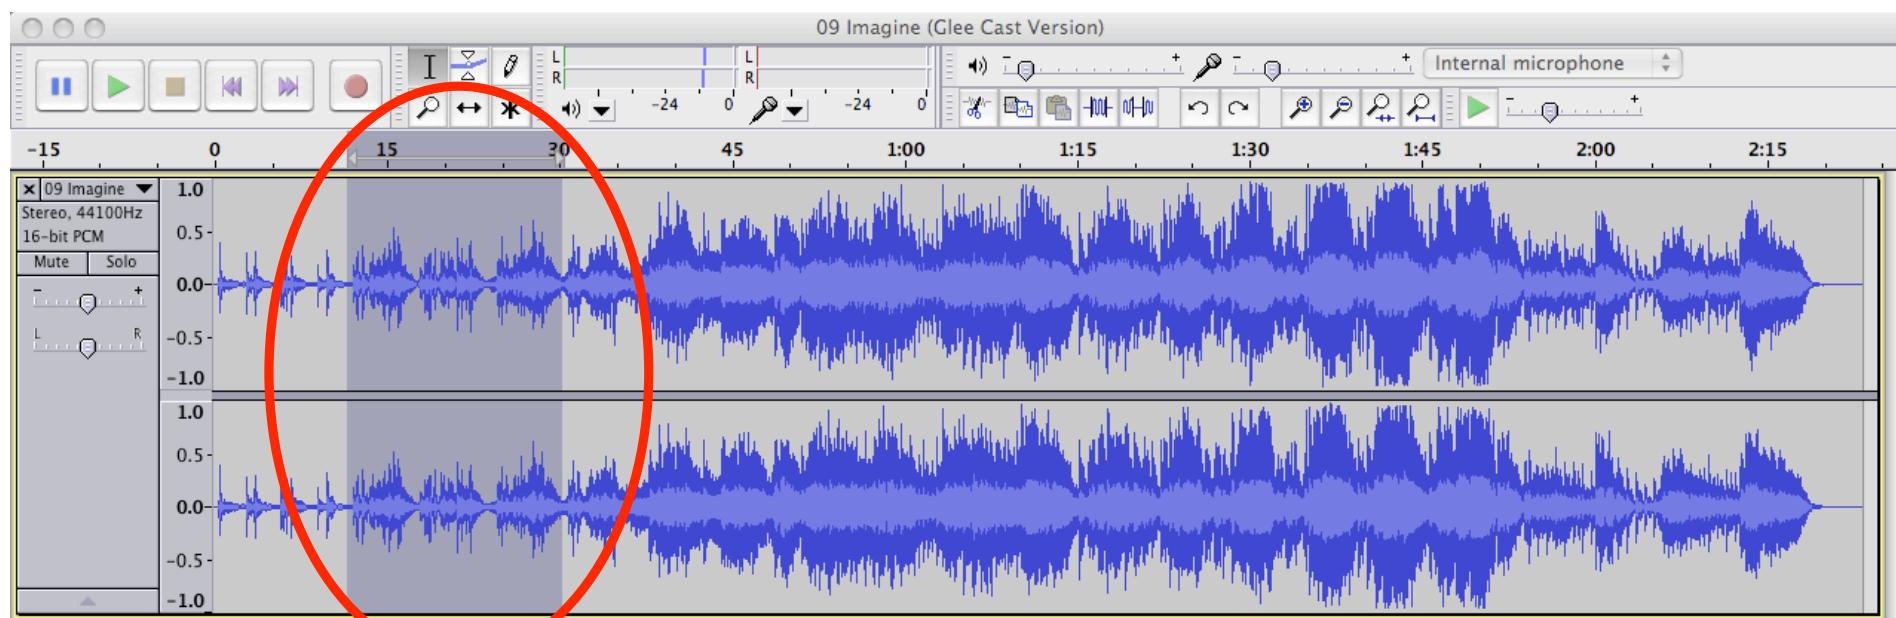 09 Imagine (Glee Cast Version)
L
R
-24 0
L
R
-24 0
- +
- +
Internal microphone
- +
-15 0 15 30 45 1:00 1:15 1:30 1:45 2:00 2:15
× 09 Imagine
Stereo, 44100Hz
16-bit PCM
Mute Solo
- +
L R
1.0
0.5-
0.0-
-0.5-
-1.0
1.0
0.5-
0.0-
-0.5-
-1.0